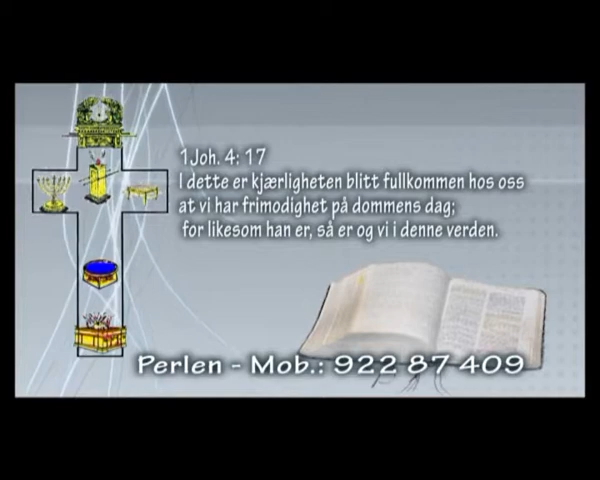 1Joh. 4: 17
I dette er kjærligheten blitt fullkommen hos oss
at vi har frimodighet på dommens dag;
for likesom han er, så er og vi i denne verden.
Perlen - Mob.: 922 87 409